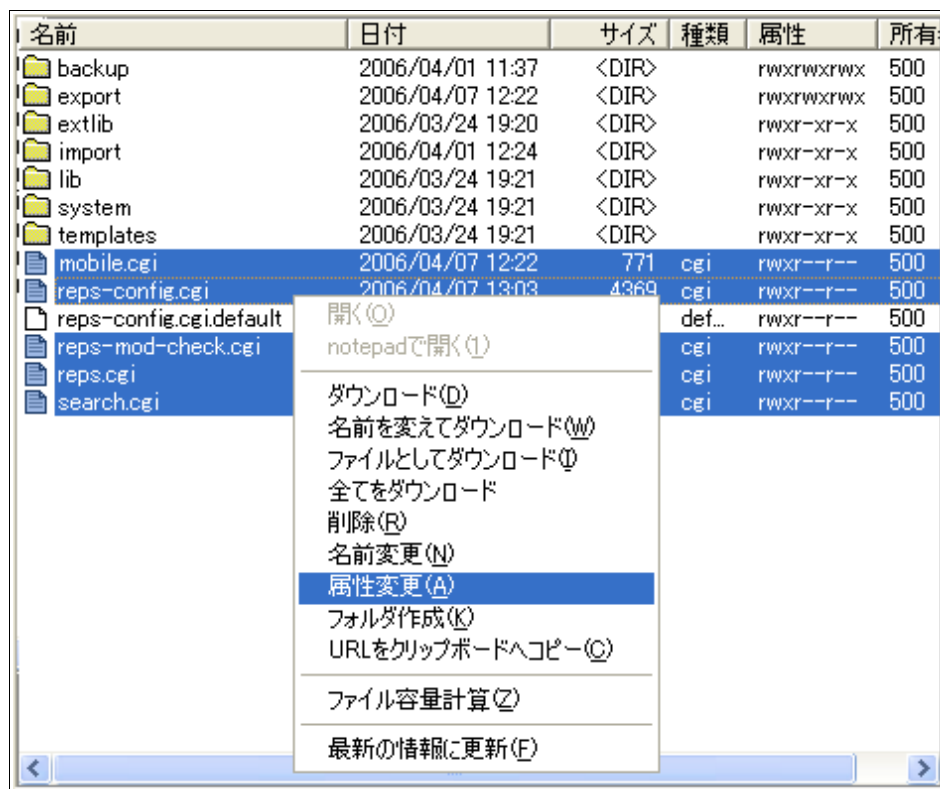 名前 日付 サイズ 種類 属性 所有
backup 2006/04/01 11:37 <DIR> rwxrwxrwx 500
export 2006/04/07 12:22 <DIR> rwxrwxrwx 500
extlib 2006/03/24 19:20 <DIR> rwxr-xr-x 500
import 2006/04/01 12:24 <DIR> rwxr-xr-x 500
lib 2006/03/24 19:21 <DIR> rwxr-xr-x 500
system 2006/03/24 19:21 <DIR> rwxr-xr-x 500
templates 2006/03/24 19:21 <DIR> rwxr-xr-x 500
mobile.cgi 2006/04/07 12:22 771 cgi rwxr--r-- 500
reps-config.cgi 2006/04/07 13:03 4369 cgi rwxr--r-- 500
reps-config.cgi.default def... rwxr--r-- 500
reps-mod-check.cgi cgi rwxr--r-- 500
reps.cgi cgi rwxr--r-- 500
search.cgi cgi rwxr--r-- 500
開く(O)
notepadで開く(1)
ダウンロード(D)
名前を変えてダウンロード(W)
ファイルとしてダウンロード(I)
全てをダウンロード
削除(R)
名前変更(N)
属性変更(A)
フォルダ作成(K)
URLをクリップボードへコピー(C)
ファイル容量計算(Z)
最新の情報に更新(F)